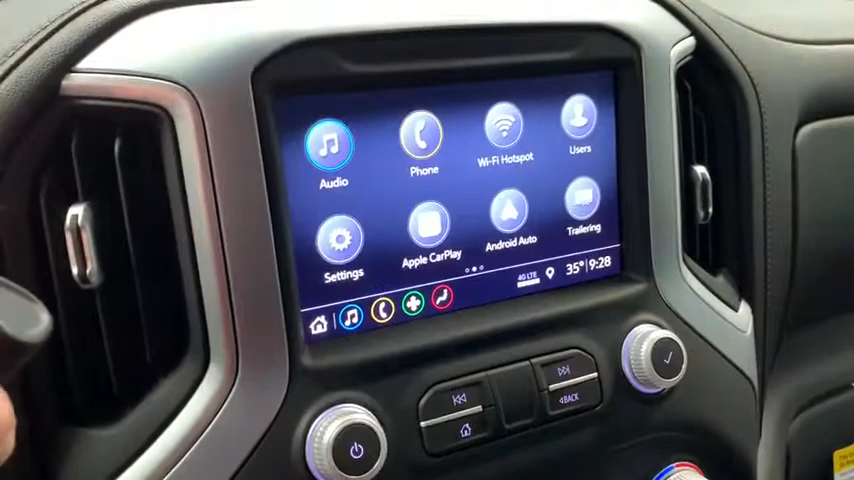 Audio
Phone
Wi-Fi Hotspot
Users
Settings
Apple CarPlay
Android Auto
Trailering
4G LTE
35° 9:28
BACK